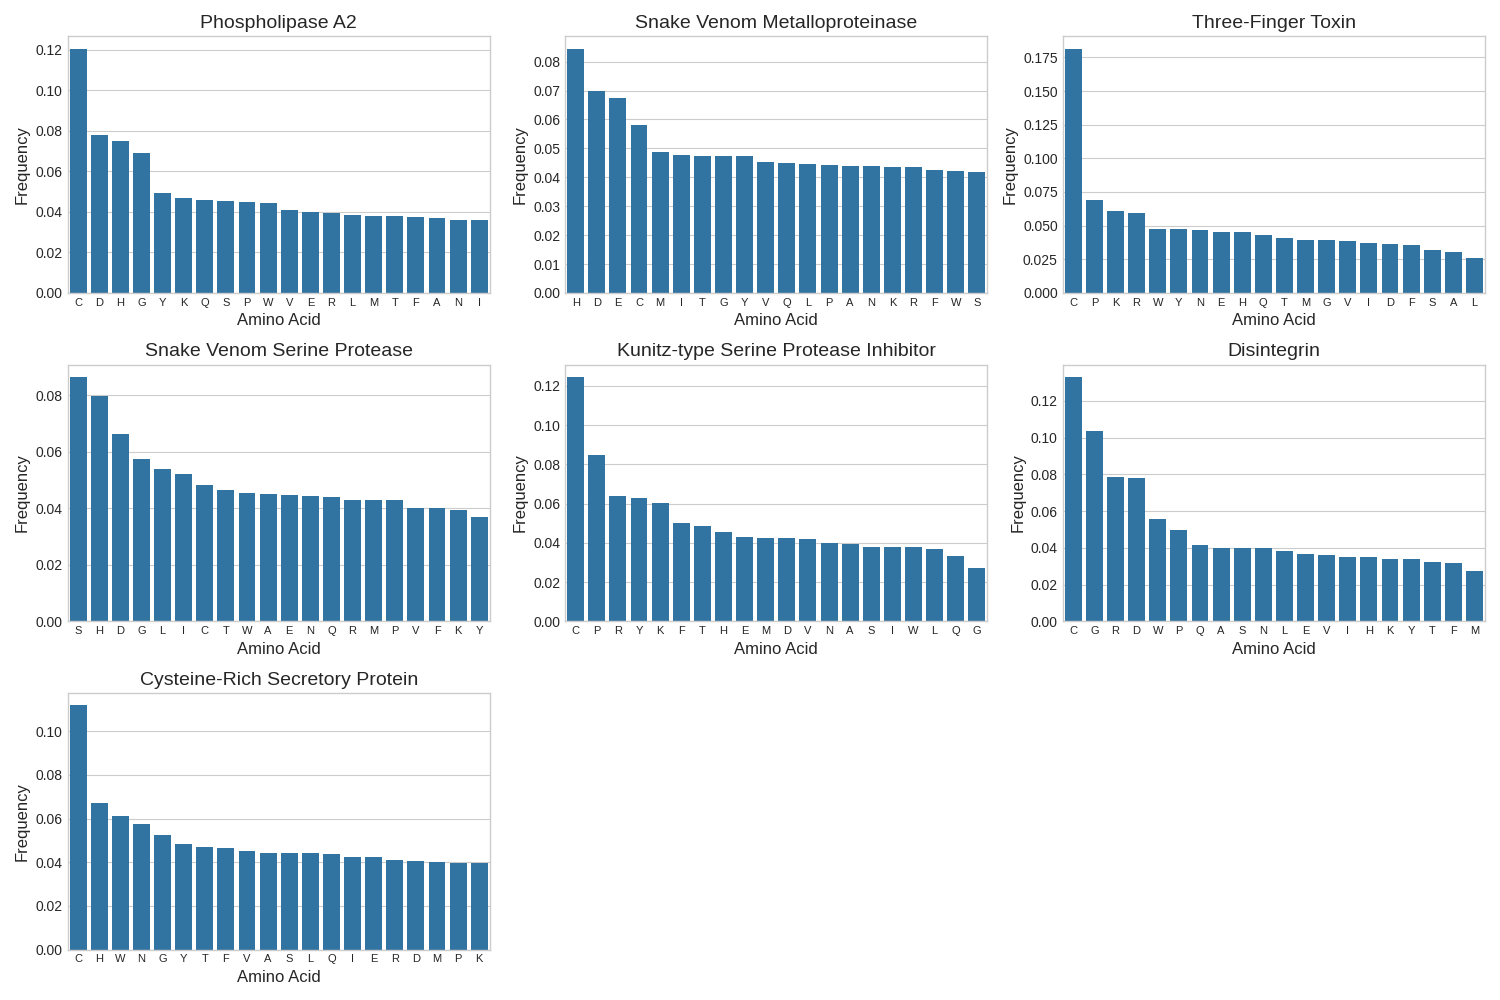 Phospholipase A2
Frequency
0.12
0.10
0.08
0.06
0.04
0.02
0.00
C D H G Y K Q S P W V E R L M T F A N I
Amino Acid
Snake Venom Metalloproteinase
Frequency
0.08
0.07
0.06
0.05
0.04
0.03
0.02
0.01
0.00
H D E C M I T G Y V Q L P A N K R F W S
Amino Acid
Three-Finger Toxin
Frequency
0.175
0.150
0.125
0.100
0.075
0.050
0.025
0.000
C P K R W Y N E H Q T M G V I D F S A L
Amino Acid
Snake Venom Serine Protease
Frequency
0.08
0.06
0.04
0.02
0.00
S H D G L I C T W A E N Q R M P V F K Y
Amino Acid
Kunitz-type Serine Protease Inhibitor
Frequency
0.12
0.10
0.08
0.06
0.04
0.02
0.00
C P R Y K F T H E M D V N A S I W L Q G
Amino Acid
Disintegrin
Frequency
0.12
0.10
0.08
0.06
0.04
0.02
0.00
C G R D W P Q A S N L E V I H K Y T F M
Amino Acid
Cysteine-Rich Secretory Protein
Frequency
0.10
0.08
0.06
0.04
0.02
0.00
C H W N G Y T F V A S L Q I E R D M P K
Amino Acid